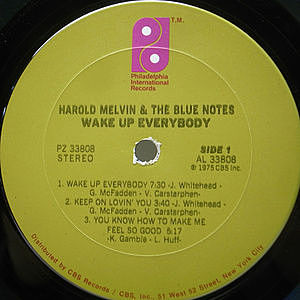 T.M.
Philadelphia
International
Records
HAROLD MELVIN & THE BLUE NOTES
WAKE UP EVERYBODY
PZ 33808
STEREO
SIDE 1
AL 33808
℗ 1975 CBS Inc.
1. WAKE UP EVERYBODY 7:30 -J. Whitehead -
G. McFadden - V. Carstarphen-
2. KEEP ON LOVIN' YOU 3:40 -J. Whitehead -
G. McFadden - V. Carstarphen-
3. YOU KNOW HOW TO MAKE ME
FEEL SO GOOD 6:17
-K. Gamble - L. Huff-
Distributed by CBS Records / CBS, Inc. 51 West 52 Street, New York City